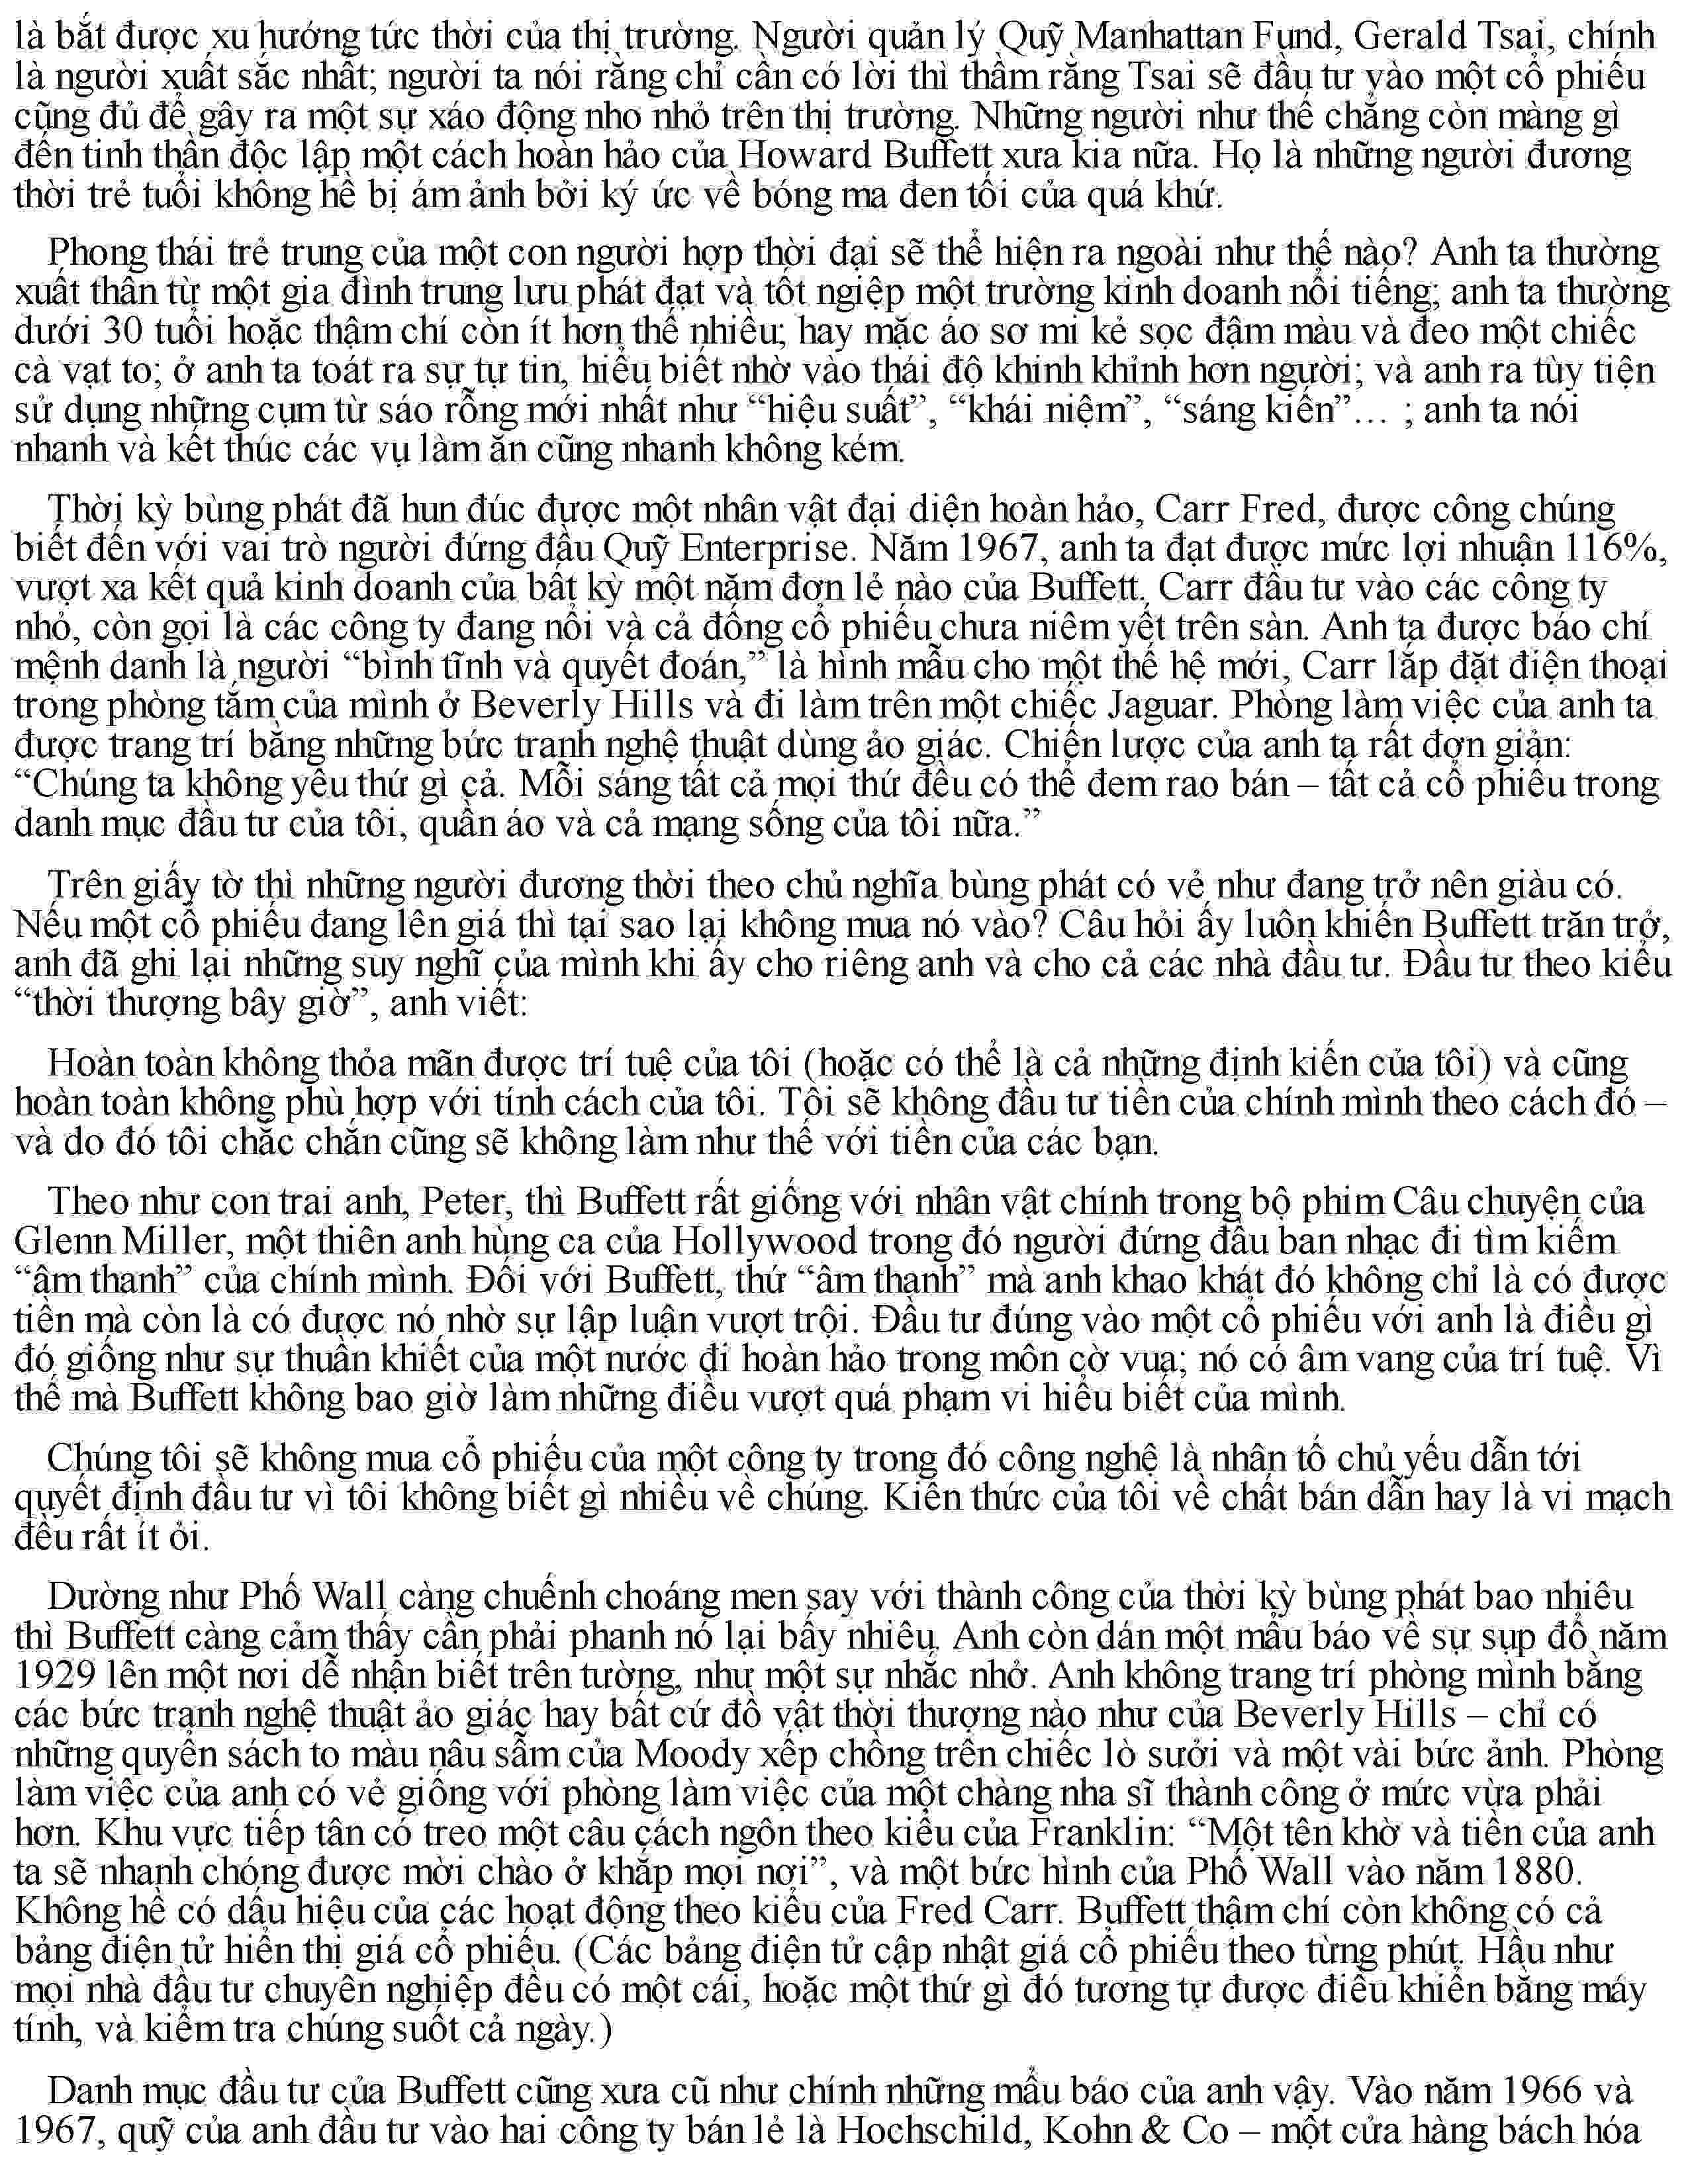 là bắt được xu hướng tức thời của thị trường. Người quản lý Quỹ Manhattan Fund, Gerald Tsai, chính
là người xuất sắc nhất; người ta nói rằng chỉ cần có lời thì thầm rằng Tsai sẽ đầu tư vào một cổ phiếu
cũng đủ để gây ra một sự xáo động nho nhỏ trên thị trường. Những người như thế chẳng còn màng gì
đến tinh thần độc lập một cách hoàn hảo của Howard Buffett xưa kia nữa. Họ là những người đương
thời trẻ tuổi không hề bị ám ảnh bởi ký ức về bóng ma đen tối của quá khứ.
Phong thái trẻ trung của một con người hợp thời đại sẽ thể hiện ra ngoài như thế nào? Anh ta thường
xuất thân từ một gia đình trung lưu phát đạt và tốt ngiệp một trường kinh doanh nổi tiếng; anh ta thường
dưới 30 tuổi hoặc thậm chí còn ít hơn thế nhiều; hay mặc áo sơ mi kẻ sọc đậm màu và đeo một chiếc
cà vạt to; ở anh ta toát ra sự tự tin, hiểu biết nhờ vào thái độ khinh khỉnh hơn người; và anh ra tùy tiện
sử dụng những cụm từ sáo rỗng mới nhất như “hiệu suất”, “khái niệm”, “sáng kiến”… ; anh ta nói
nhanh và kết thúc các vụ làm ăn cũng nhanh không kém.
Thời kỳ bùng phát đã hun đúc được một nhân vật đại diện hoàn hảo, Carr Fred, được công chúng
biết đến với vai trò người đứng đầu Quỹ Enterprise. Năm 1967, anh ta đạt được mức lợi nhuận 116%,
vượt xa kết quả kinh doanh của bất kỳ một năm đơn lẻ nào của Buffett. Carr đầu tư vào các công ty
nhỏ, còn gọi là các công ty đang nổi và cả đống cổ phiếu chưa niêm yết trên sàn. Anh ta được báo chí
mệnh danh là người “bình tĩnh và quyết đoán,” là hình mẫu cho một thế hệ mới, Carr lắp đặt điện thoại
trong phòng tắm của mình ở Beverly Hills và đi làm trên một chiếc Jaguar. Phòng làm việc của anh ta
được trang trí bằng những bức tranh nghệ thuật dùng ảo giác. Chiến lược của anh ta rất đơn giản:
“Chúng ta không yêu thứ gì cả. Mỗi sáng tất cả mọi thứ đều có thể đem rao bán – tất cả cổ phiếu trong
danh mục đầu tư của tôi, quần áo và cả mạng sống của tôi nữa.”
Trên giấy tờ thì những người đương thời theo chủ nghĩa bùng phát có vẻ như đang trở nên giàu có.
Nếu một cổ phiếu đang lên giá thì tại sao lại không mua nó vào? Câu hỏi ấy luôn khiến Buffett trăn trở,
anh đã ghi lại những suy nghĩ của mình khi ấy cho riêng anh và cho cả các nhà đầu tư. Đầu tư theo kiểu
“thời thượng bây giờ”, anh viết:
Hoàn toàn không thỏa mãn được trí tuệ của tôi (hoặc có thể là cả những định kiến của tôi) và cũng
hoàn toàn không phù hợp với tính cách của tôi. Tôi sẽ không đầu tư tiền của chính mình theo cách đó –
và do đó tôi chắc chắn cũng sẽ không làm như thế với tiền của các bạn.
Theo như con trai anh, Peter, thì Buffett rất giống với nhân vật chính trong bộ phim Câu chuyện của
Glenn Miller, một thiên anh hùng ca của Hollywood trong đó người đứng đầu ban nhạc đi tìm kiếm
“âm thanh” của chính mình. Đối với Buffett, thứ “âm thanh” mà anh khao khát đó không chỉ là có được
tiền mà còn là có được nó nhờ sự lập luận vượt trội. Đầu tư đúng vào một cổ phiếu với anh là điều gì
đó giống như sự thuần khiết của một nước đi hoàn hảo trong môn cờ vua; nó có âm vang của trí tuệ. Vì
thế mà Buffett không bao giờ làm những điều vượt quá phạm vi hiểu biết của mình.
Chúng tôi sẽ không mua cổ phiếu của một công ty trong đó công nghệ là nhân tố chủ yếu dẫn tới
quyết định đầu tư vì tôi không biết gì nhiều về chúng. Kiến thức của tôi về chất bán dẫn hay là vi mạch
đều rất ít ỏi.
Dường như Phố Wall càng chuếnh choáng men say với thành công của thời kỳ bùng phát bao nhiêu
thì Buffett càng cảm thấy cần phải phanh nó lại bấy nhiêu. Anh còn dán một mẩu báo về sự sụp đổ năm
1929 lên một nơi dễ nhận biết trên tường, như một sự nhắc nhở. Anh không trang trí phòng mình bằng
các bức tranh nghệ thuật ảo giác hay bất cứ đồ vật thời thượng nào như của Beverly Hills – chỉ có
những quyển sách to màu nâu sẫm của Moody xếp chồng trên chiếc lò sưởi và một vài bức ảnh. Phòng
làm việc của anh có vẻ giống với phòng làm việc của một chàng nha sĩ thành công ở mức vừa phải
hơn. Khu vực tiếp tân có treo một câu cách ngôn theo kiểu của Franklin: “Một tên khờ và tiền của anh
ta sẽ nhanh chóng được mời chào ở khắp mọi nơi”, và một bức hình của Phố Wall vào năm 1880.
Không hề có dấu hiệu của các hoạt động theo kiểu của Fred Carr. Buffett thậm chí còn không có cả
bảng điện tử hiển thị giá cổ phiếu. (Các bảng điện tử cập nhật giá cổ phiếu theo từng phút. Hầu như
mọi nhà đầu tư chuyên nghiệp đều có một cái, hoặc một thứ gì đó tương tự được điều khiển bằng máy
tính, và kiểm tra chúng suốt cả ngày.)
Danh mục đầu tư của Buffett cũng xưa cũ như chính những mẩu báo của anh vậy. Vào năm 1966 và
1967, quỹ của anh đầu tư vào hai công ty bán lẻ là Hochschild, Kohn & Co – một cửa hàng bách hóa